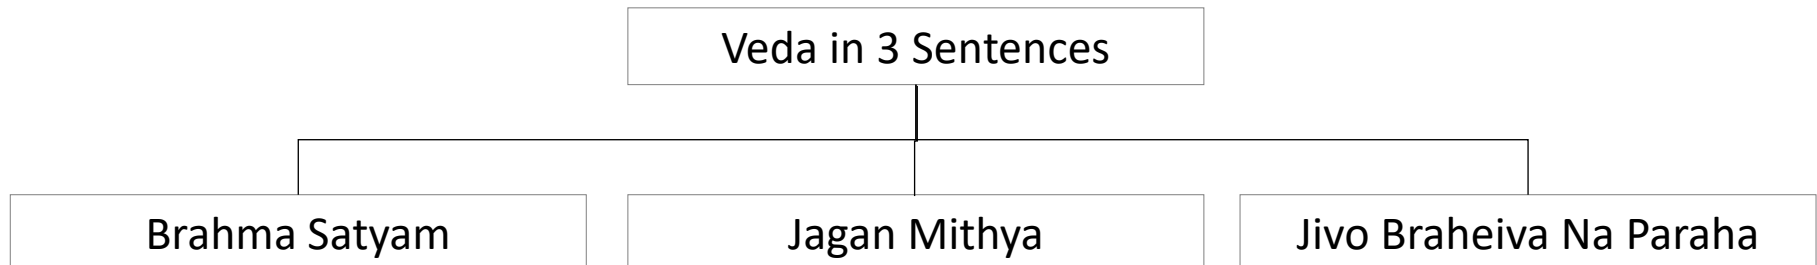 Veda in 3 Sentences
Brahma Satyam
Jagan Mithya
Jivo Braheiva Na Paraha